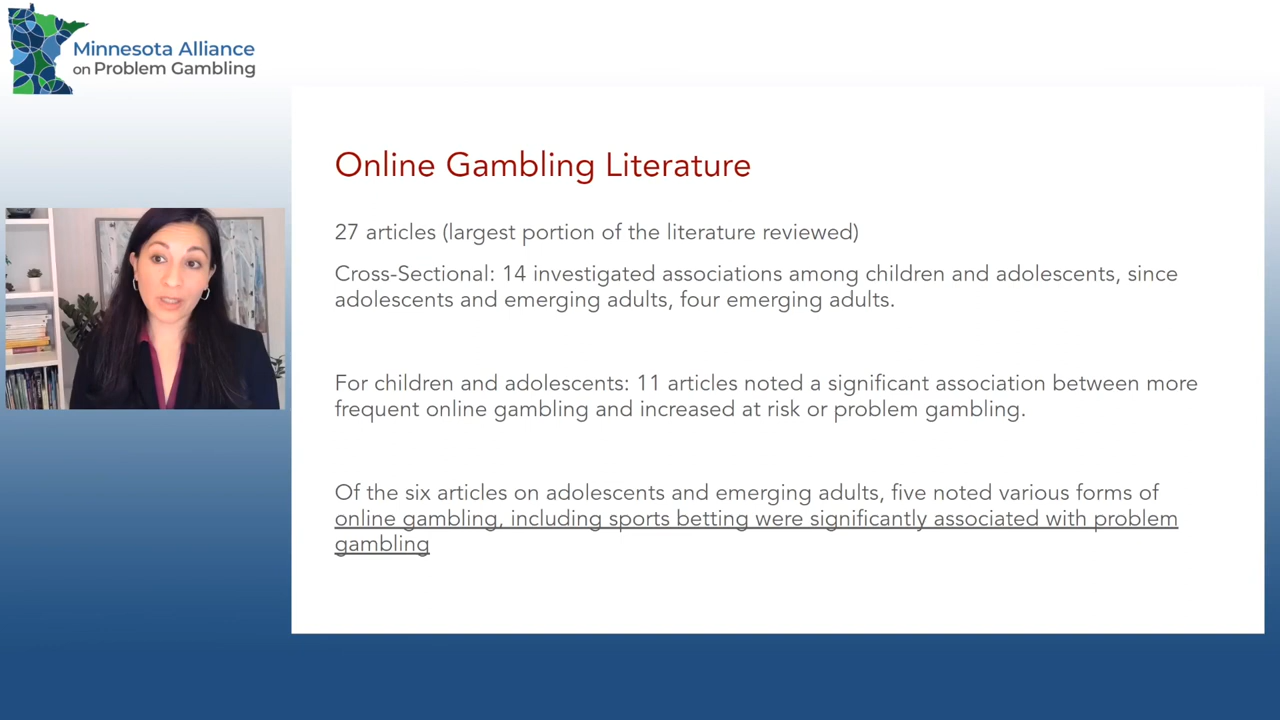 Minnesota Alliance
on Problem Gambling
Online Gambling Literature
27 articles (largest portion of the literature reviewed)
Cross-Sectional: 14 investigated associations among children and adolescents, since
adolescents and emerging adults, four emerging adults.
For children and adolescents: 11 articles noted a significant association between more
frequent online gambling and increased at risk or problem gambling.
Of the six articles on adolescents and emerging adults, five noted various forms of
online gambling, including sports betting were significantly associated with problem
gambling